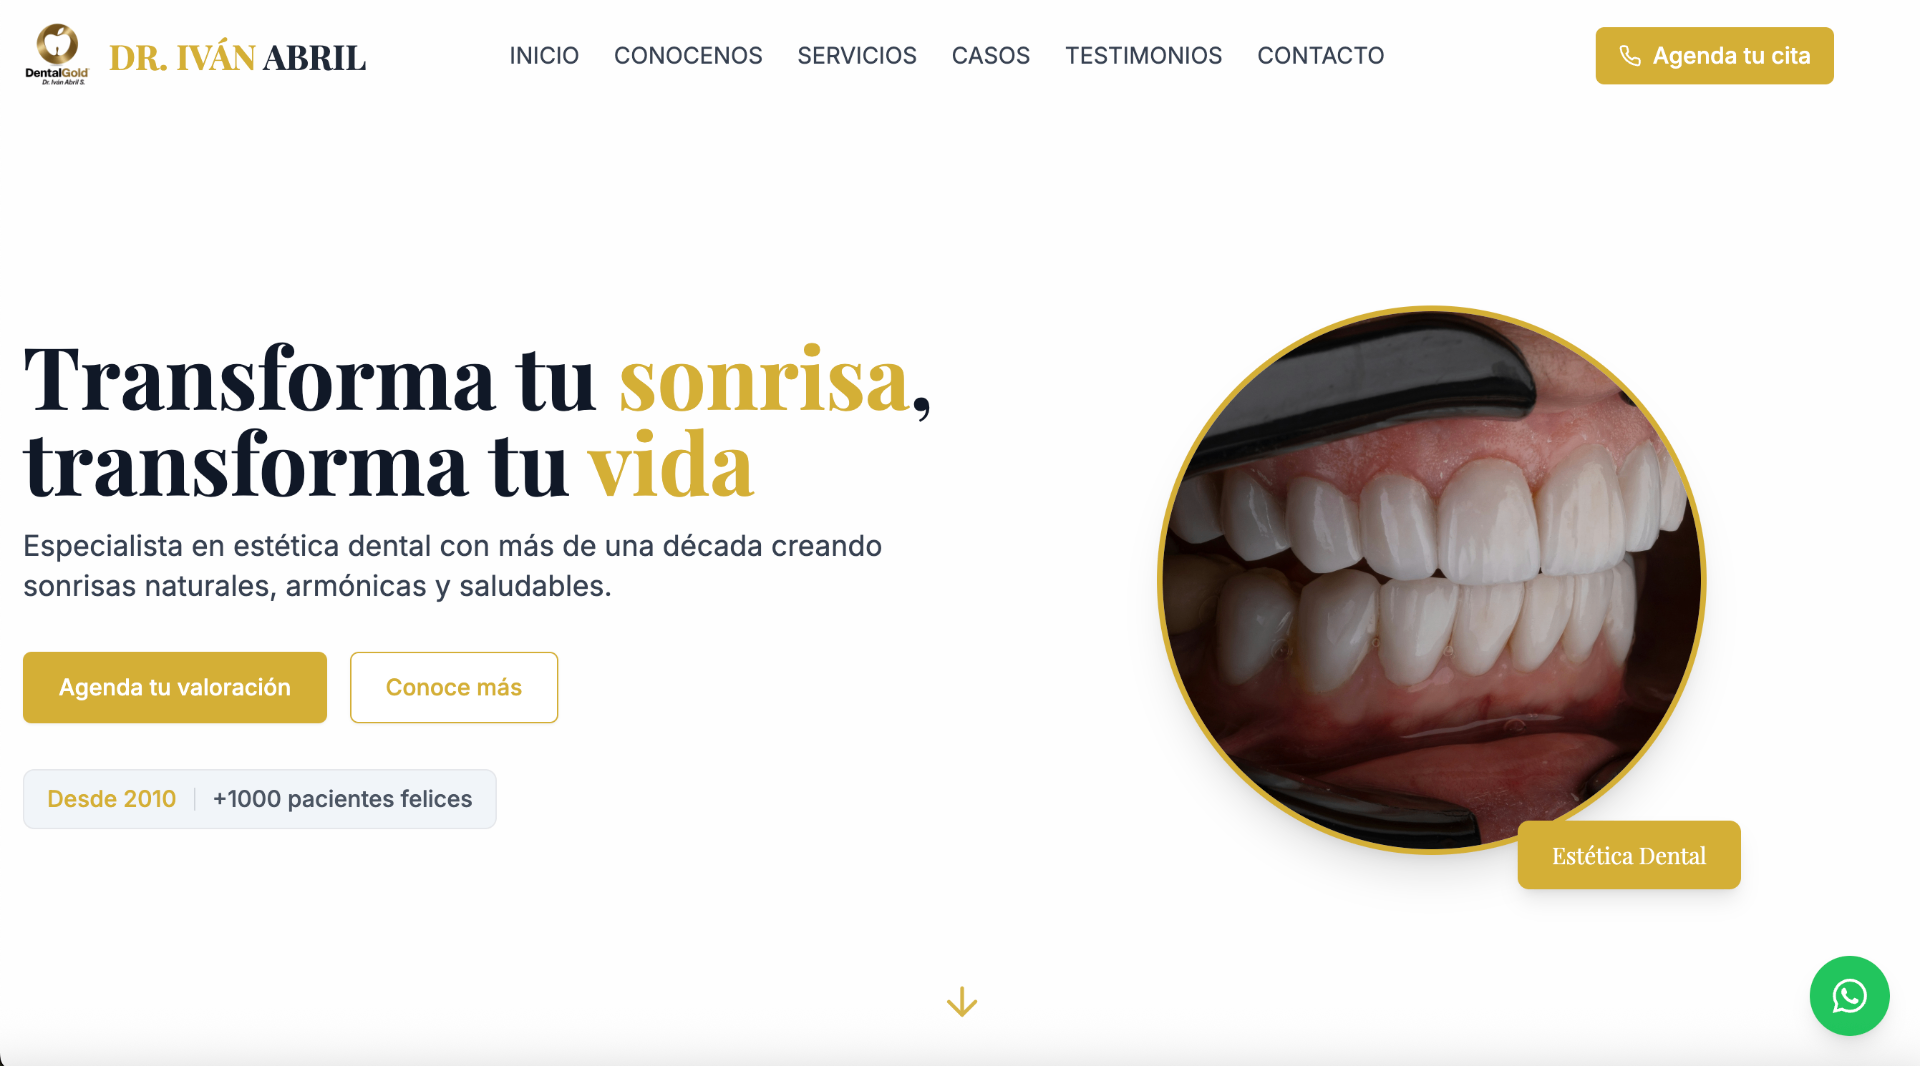 DentalGold
Dr. Iván Abril S.
DR. IVÁN ABRIL
INICIO
CONOCENOS
SERVICIOS
CASOS
TESTIMONIOS
CONTACTO
Agenda tu cita
Transforma tu sonrisa,
transforma tu vida
Especialista en estética dental con más de una década creando
sonrisas naturales, armónicas y saludables.
Agenda tu valoración
Conoce más
Desde 2010
+1000 pacientes felices
Estética Dental